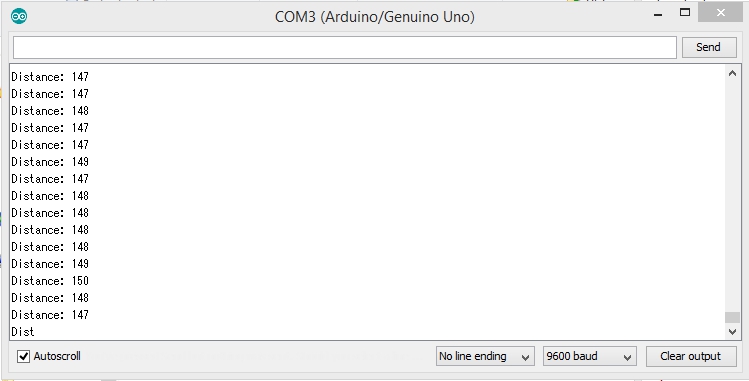 COM3 (Arduino/Genuino Uno)
Send
Distance: 147
Distance: 147
Distance: 148
Distance: 147
Distance: 147
Distance: 149
Distance: 147
Distance: 148
Distance: 148
Distance: 148
Distance: 148
Distance: 149
Distance: 150
Distance: 148
Distance: 147
Dist
Autoscroll
No line ending
9600 baud
Clear output